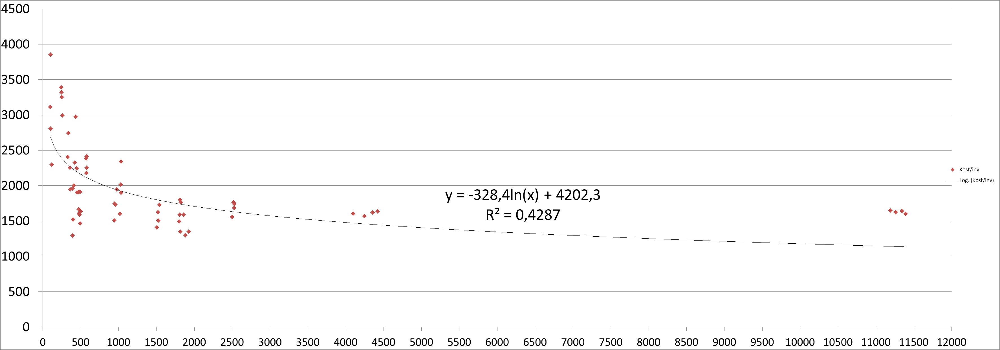 4500
4000
3500
3000
2500
2000
1500
1000
500
0
y = -328,4ln(x) + 4202,3
R² = 0,4287
Kost/inv
Log. (Kost/inv)
0 500 1000 1500 2000 2500 3000 3500 4000 4500 5000 5500 6000 6500 7000 7500 8000 8500 9000 9500 10000 10500 11000 11500 12000